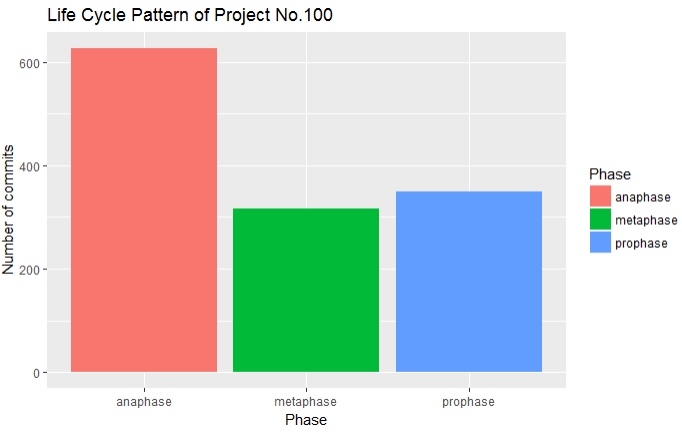 Life Cycle Pattern of Project No.100
Number of commits
600
400
200
0
anaphase metaphase prophase
Phase
Phase
anaphase
metaphase
prophase